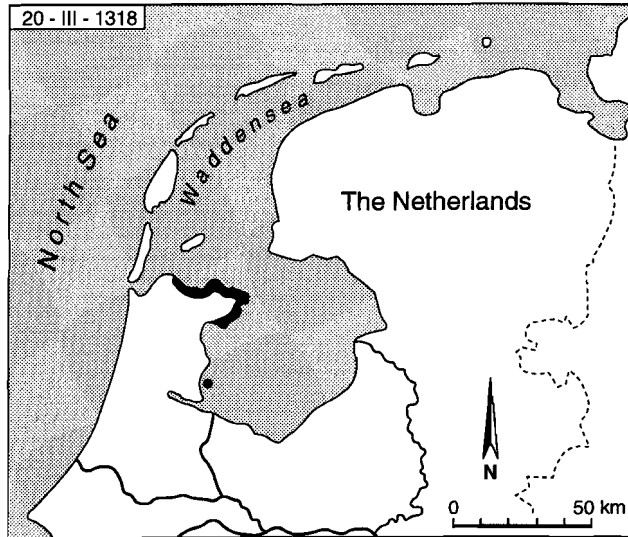 20 - III - 1318
North Sea
Waddensea
The Netherlands
N
0 50 km